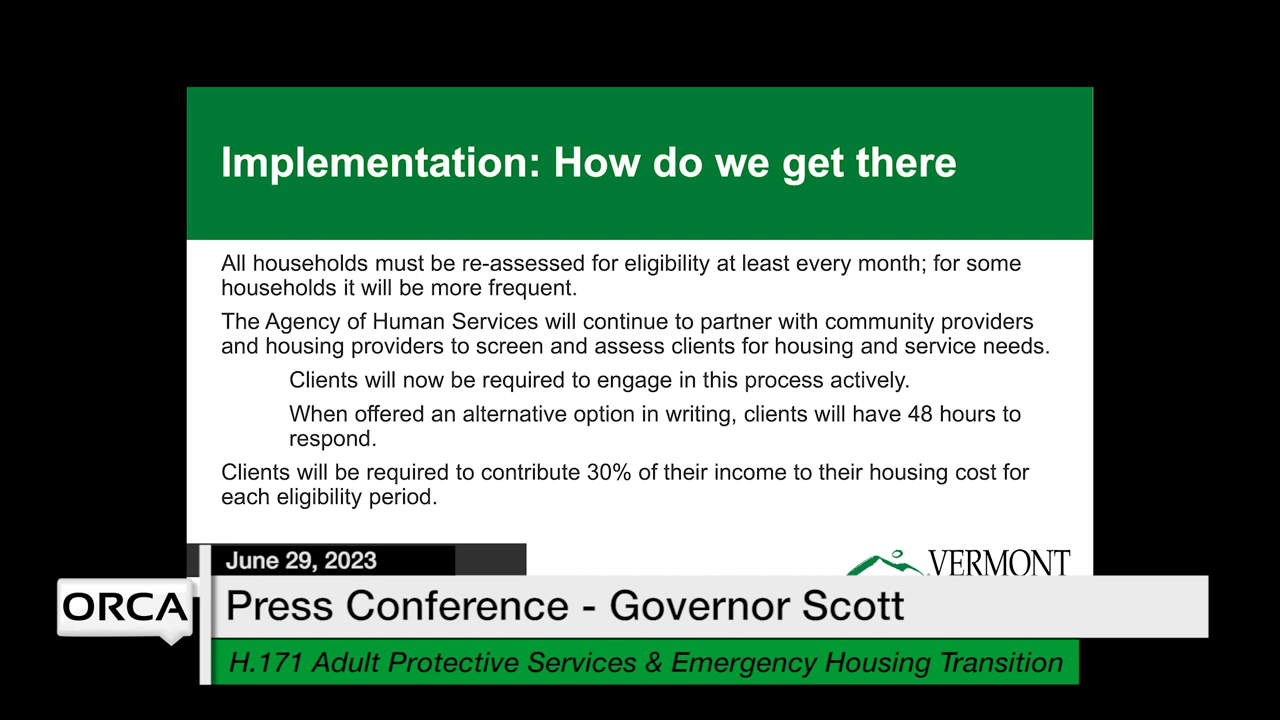 Implementation: How do we get there
All households must be re-assessed for eligibility at least every month; for some
households it will be more frequent.
The Agency of Human Services will continue to partner with community providers
and housing providers to screen and assess clients for housing and service needs.
Clients will now be required to engage in this process actively.
When offered an alternative option in writing, clients will have 48 hours to
respond.
Clients will be required to contribute 30% of their income to their housing cost for
each eligibility period.
VERMONT
June 29, 2023
ORCA
Press Conference - Governor Scott
H.171 Adult Protective Services & Emergency Housing Transition